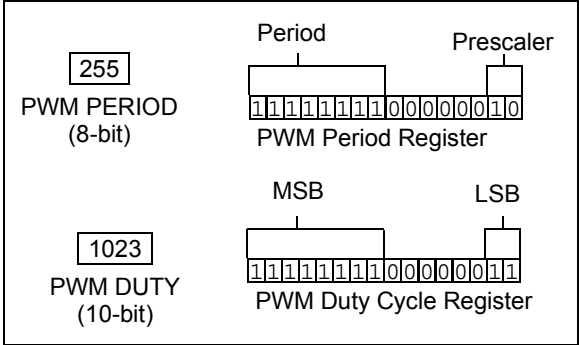 Period
Prescaler
255
PWM PERIOD
(8-bit)
1111111100000010
PWM Period Register
MSB
LSB
1023
PWM DUTY
(10-bit)
1111111100000011
PWM Duty Cycle Register